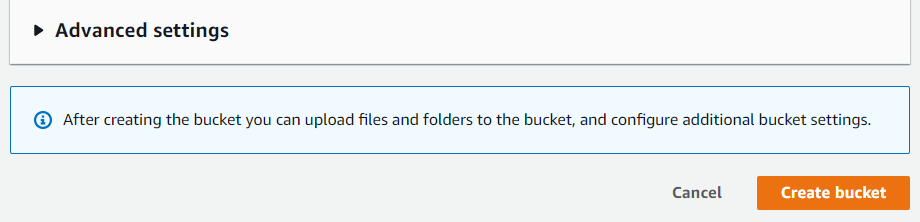 Advanced settings
After creating the bucket you can upload files and folders to the bucket, and configure additional bucket settings.
Cancel
Create bucket